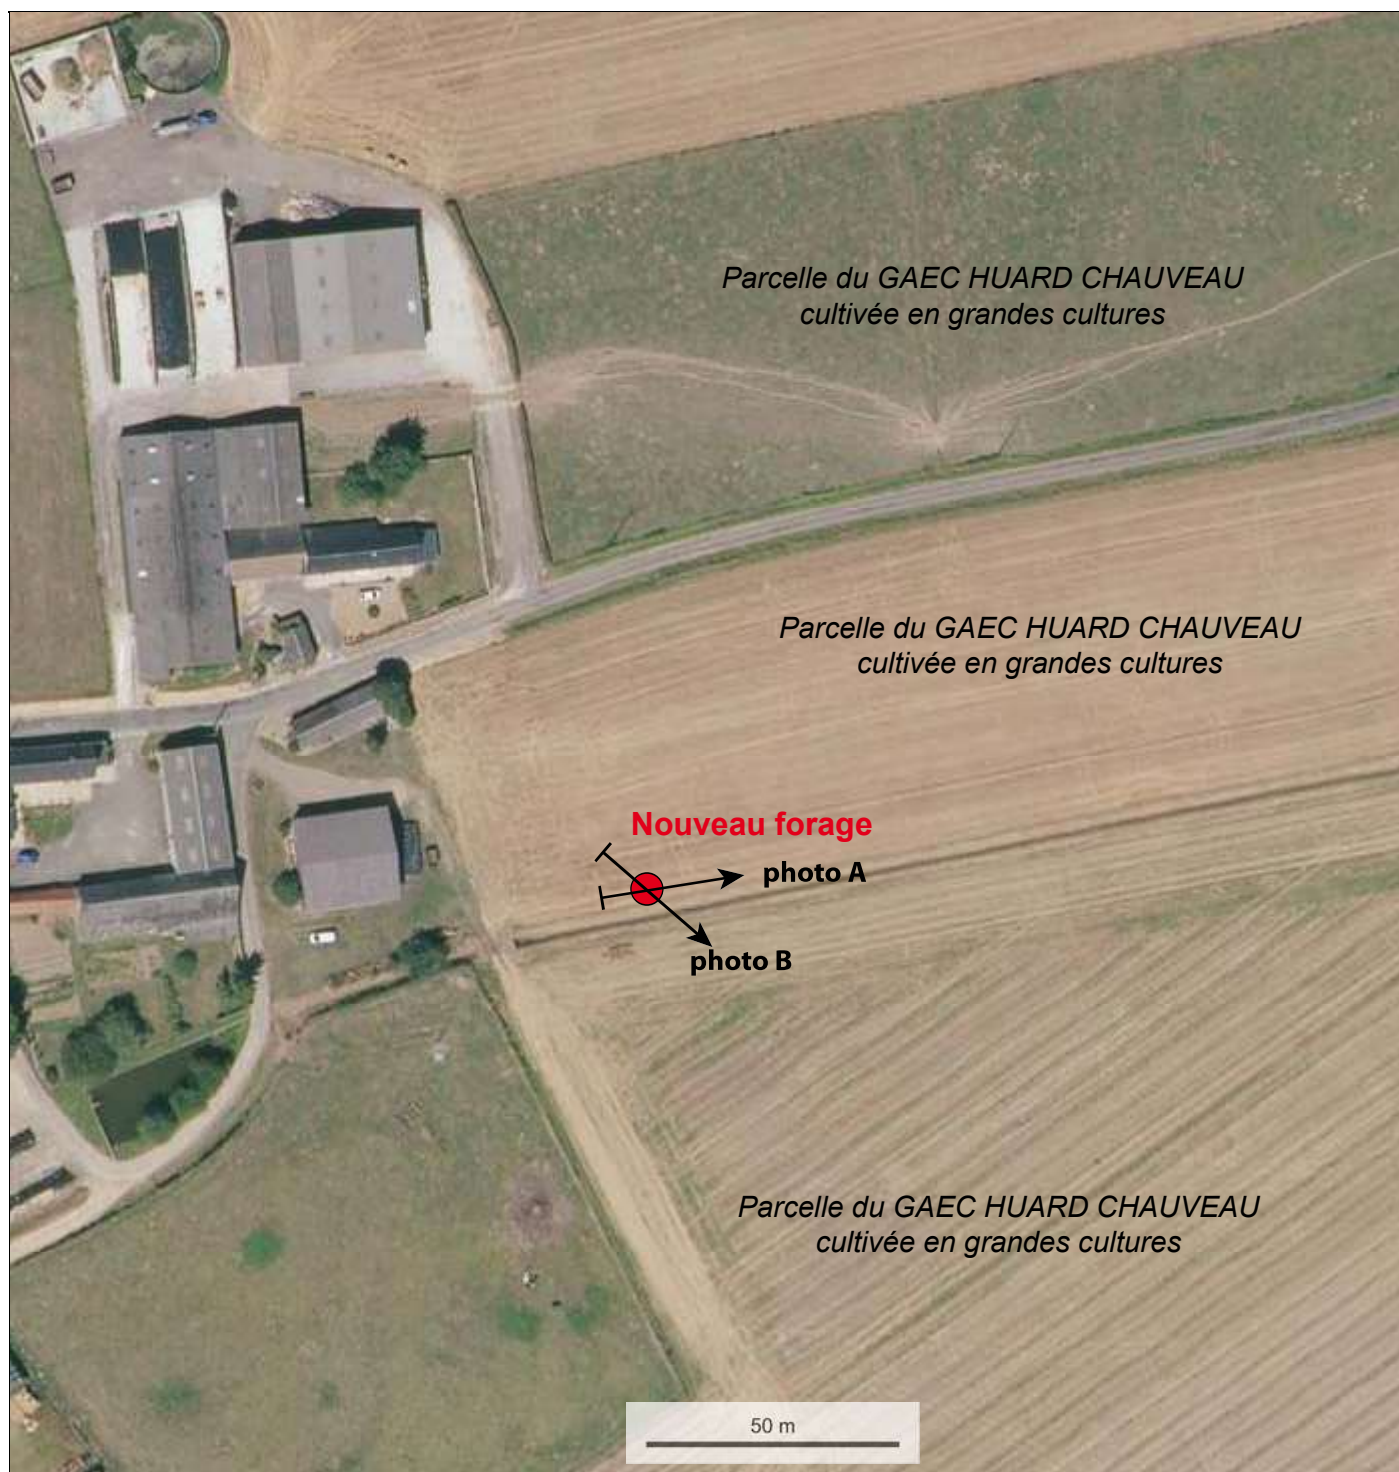 Parcelle du GAEC HUARD CHAUVEAU
cultivée en grandes cultures
Parcelle du GAEC HUARD CHAUVEAU
cultivée en grandes cultures
Nouveau forage
photo A
photo B
Parcelle du GAEC HUARD CHAUVEAU
cultivée en grandes cultures
50 m